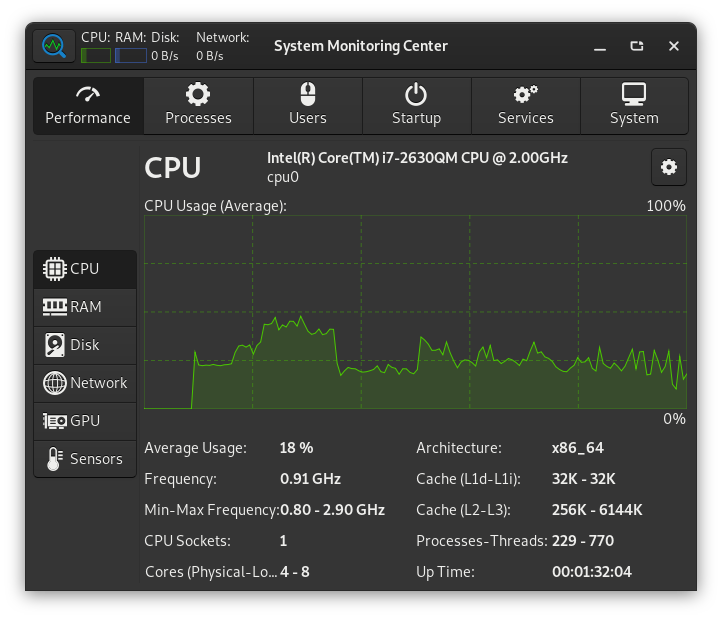 CPU: RAM: Disk: Network:
0 B/s 0 B/s
System Monitoring Center
Performance Processes Users Startup Services System
CPU
Intel(R) Core(TM) i7-2630QM CPU @ 2.00GHz
cpu0
CPU Usage (Average): 100%
CPU
RAM
Disk
Network
GPU
Sensors
0%
Average Usage: 18 % Architecture: x86_64
Frequency: 0.91 GHz Cache (L1d-L1i): 32K - 32K
Min-Max Frequency: 0.80 - 2.90 GHz Cache (L2-L3): 256K - 6144K
CPU Sockets: 1 Processes-Threads: 229 - 770
Cores (Physical-Lo... 4 - 8 Up Time: 00:01:32:04